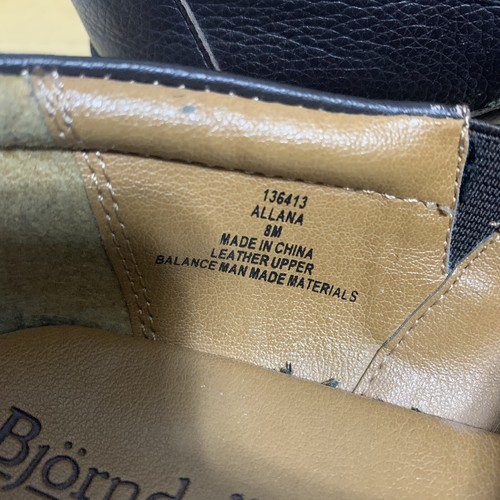 136413
ALLANA
8M
MADE IN CHINA
LEATHER UPPER
BALANCE MAN MADE MATERIALS